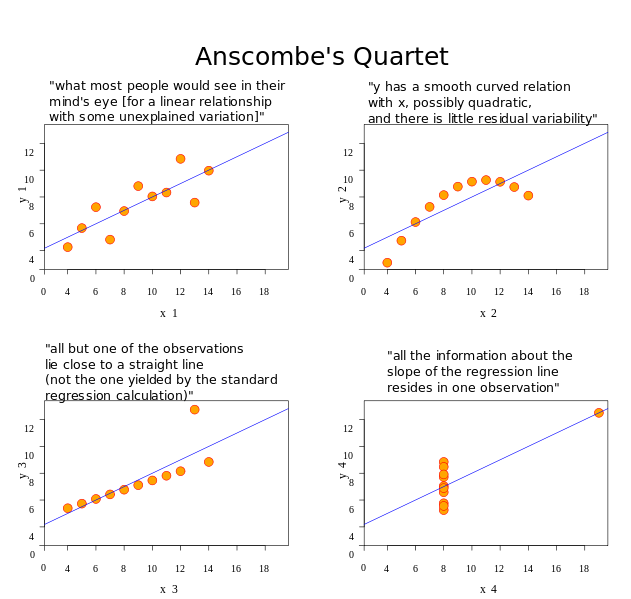 Anscombe's Quartet
"what most people would see in their
mind's eye [for a linear relationship
with some unexplained variation]"
12
10
8
6
4
0
y 1
0 4 6 8 10 12 14 16 18
x 1
"y has a smooth curved relation
with x, possibly quadratic,
and there is little residual variability"
12
10
8
6
4
0
y 2
0 4 6 8 10 12 14 16 18
x 2
"all but one of the observations
lie close to a straight line
(not the one yielded by the standard
regression calculation)"
12
10
8
6
4
0
y 3
0 4 6 8 10 12 14 16 18
x 3
"all the information about the
slope of the regression line
resides in one observation"
12
10
8
6
4
0
y 4
0 4 6 8 10 12 14 16 18
x 4